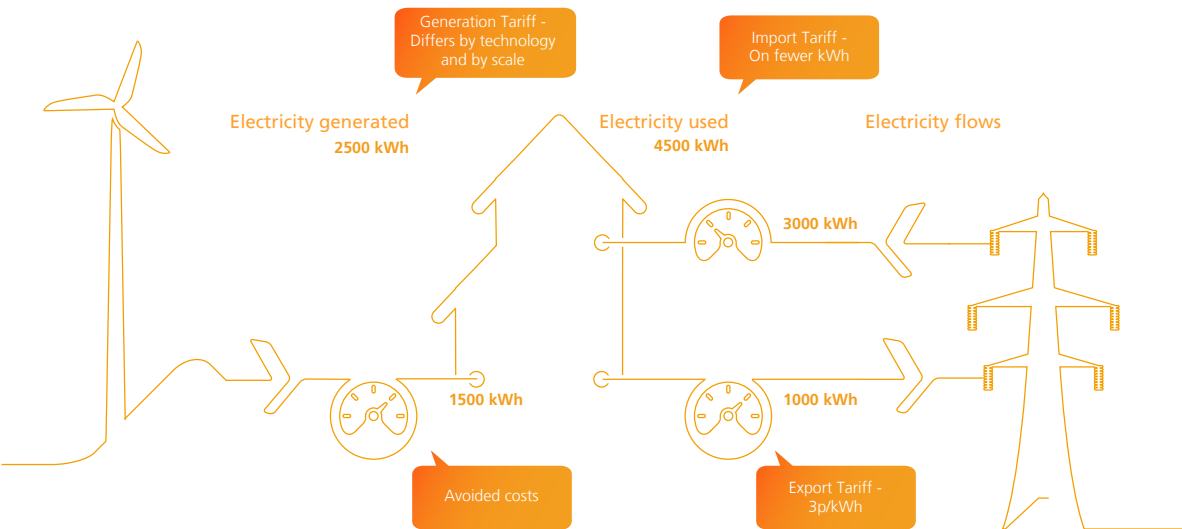 Generation Tariff -
Differs by technology
and by scale
Import Tariff -
On fewer kWh
Electricity generated
2500 kWh
Electricity used
4500 kWh
Electricity flows
3000 kWh
1500 kWh
1000 kWh
Avoided costs
Export Tariff -
3p/kWh